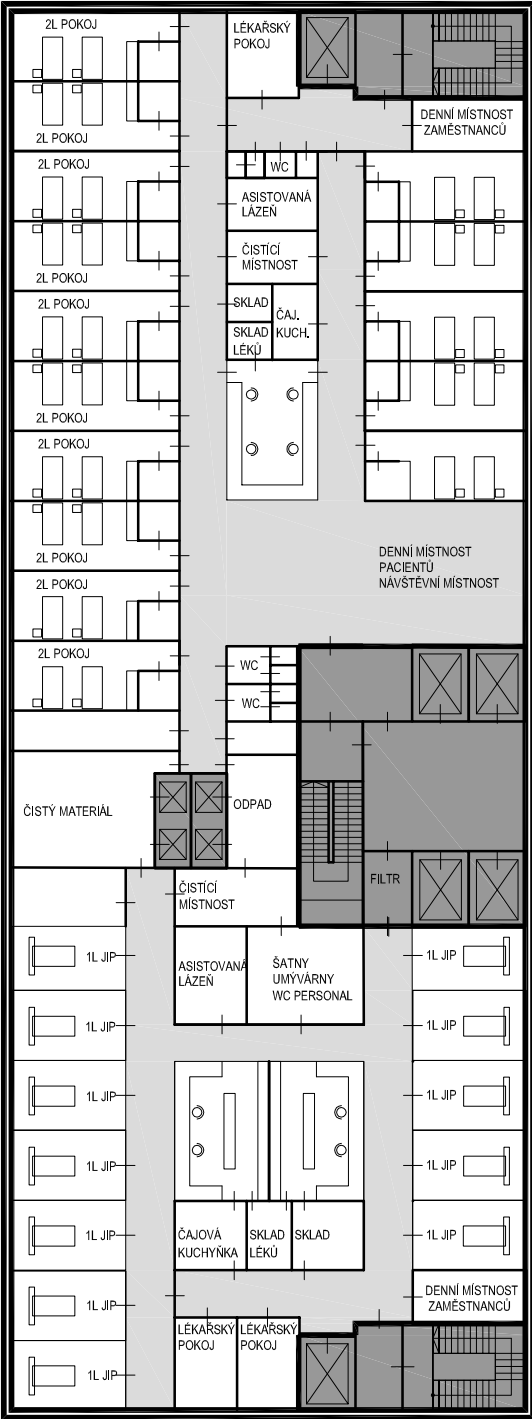 2L POKOJ
LÉKAŘSKÝ
POKOJ
DENNÍ MÍSTNOST
ZAMĚSTNANCŮ
2L POKOJ
2L POKOJ
WC
ASISTOVANÁ
LÁZEŇ
ČISTÍCÍ
MÍSTNOST
2L POKOJ
2L POKOJ
SKLAD
ČAJ.
KUCH.
SKLAD
LÉKŮ
2L POKOJ
2L POKOJ
2L POKOJ
DENNÍ MÍSTNOST
PACIENTŮ
NÁVŠTĚVNÍ MÍSTNOST
2L POKOJ
2L POKOJ
WC
WC
ČISTÝ MATERIÁL
ODPAD
FILTR
ČISTÍCÍ
MÍSTNOST
1L JIP
ASISTOVANÁ
LÁZEŇ
ŠATNY
UMÝVÁRNY
WC PERSONAL
1L JIP
1L JIP
1L JIP
1L JIP
1L JIP
1L JIP
1L JIP
1L JIP
ČAJOVÁ
KUCHYŇKA
SKLAD
LÉKŮ
SKLAD
1L JIP
1L JIP
DENNÍ MÍSTNOST
ZAMĚSTNANCŮ
LÉKAŘSKÝ
POKOJ
LÉKAŘSKÝ
POKOJ
1L JIP